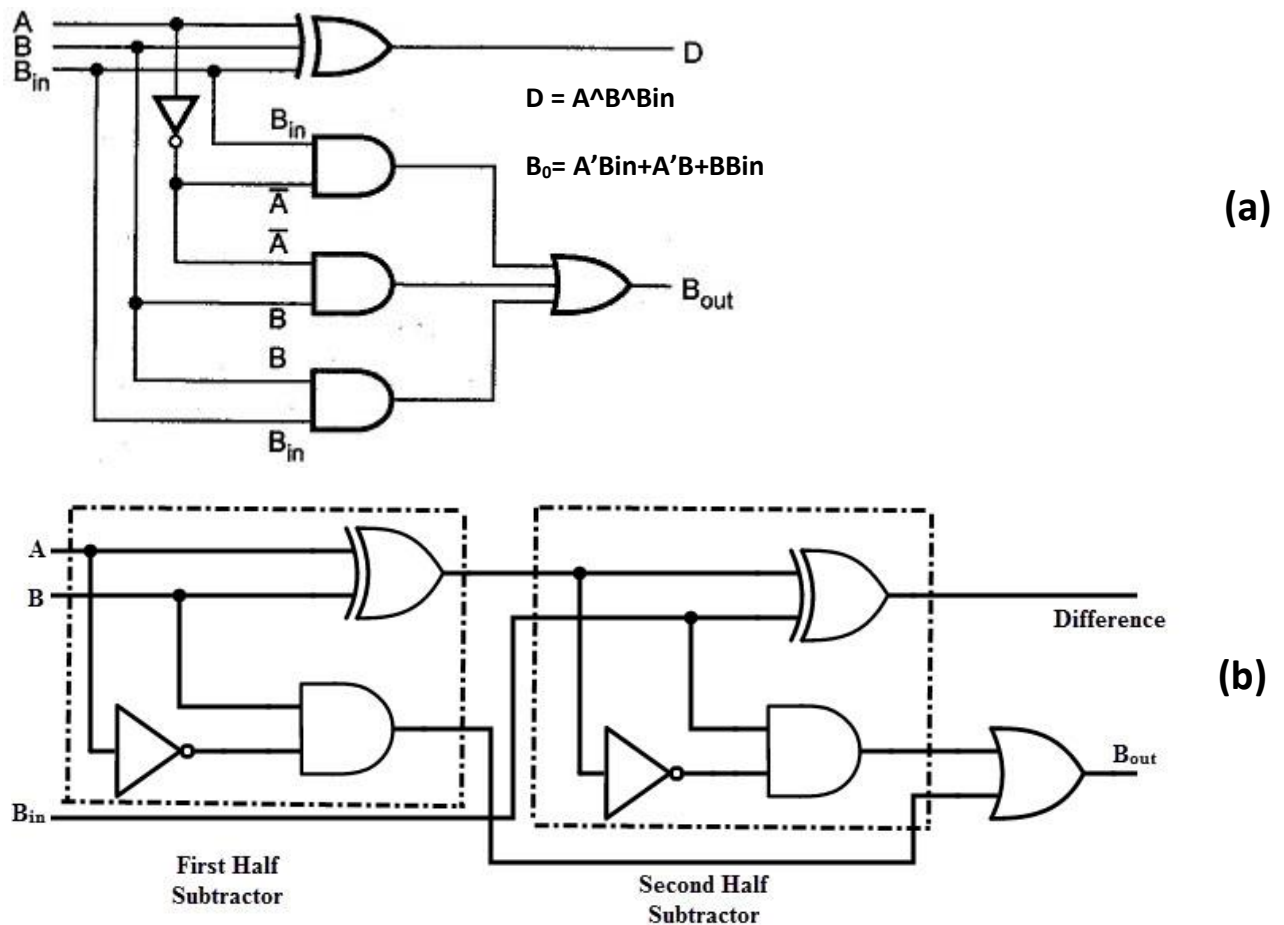 A
B
Bin
D
D = A^B^Bin
Bin
B₀= A’Bin+A’B+BBin
A̅
(a)
A̅
Bout
B
B
Bin
A
B
Difference
(b)
Bout
Bin
First Half
Subtractor
Second Half
Subtractor